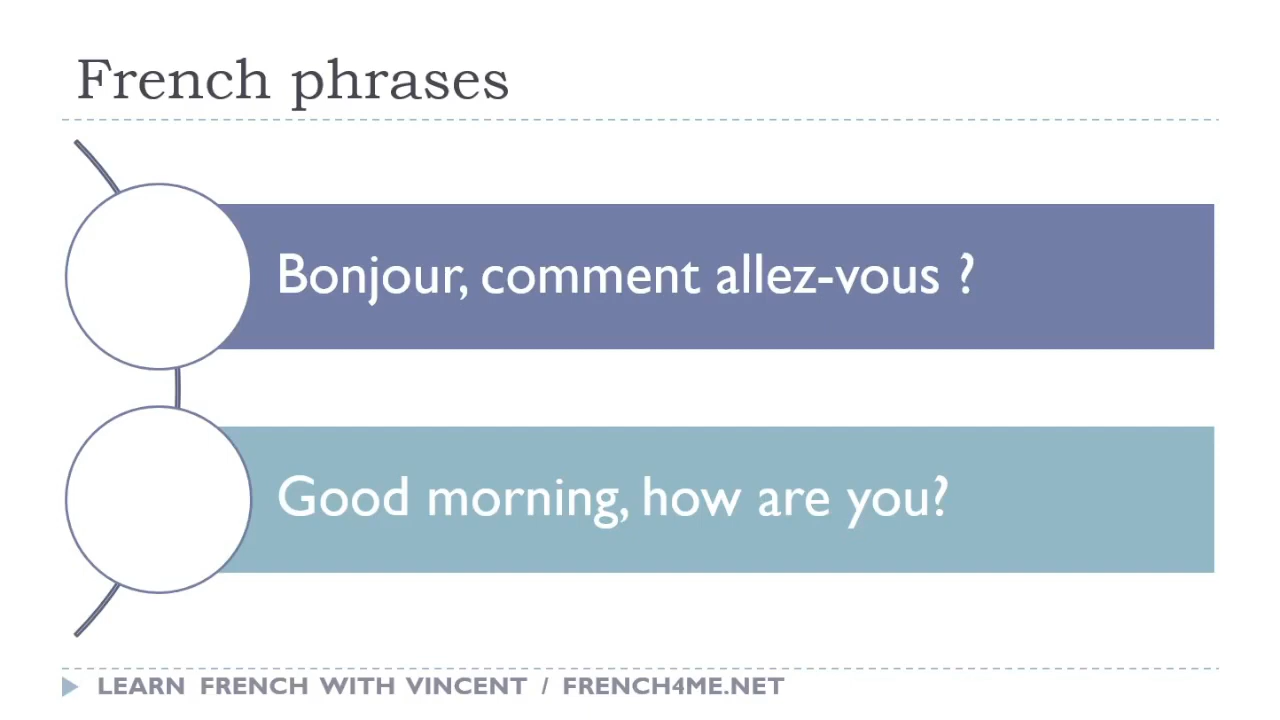 French phrases
Bonjour, comment allez-vous ?
Good morning, how are you?
LEARN FRENCH WITH VINCENT / FRENCH4ME.NET